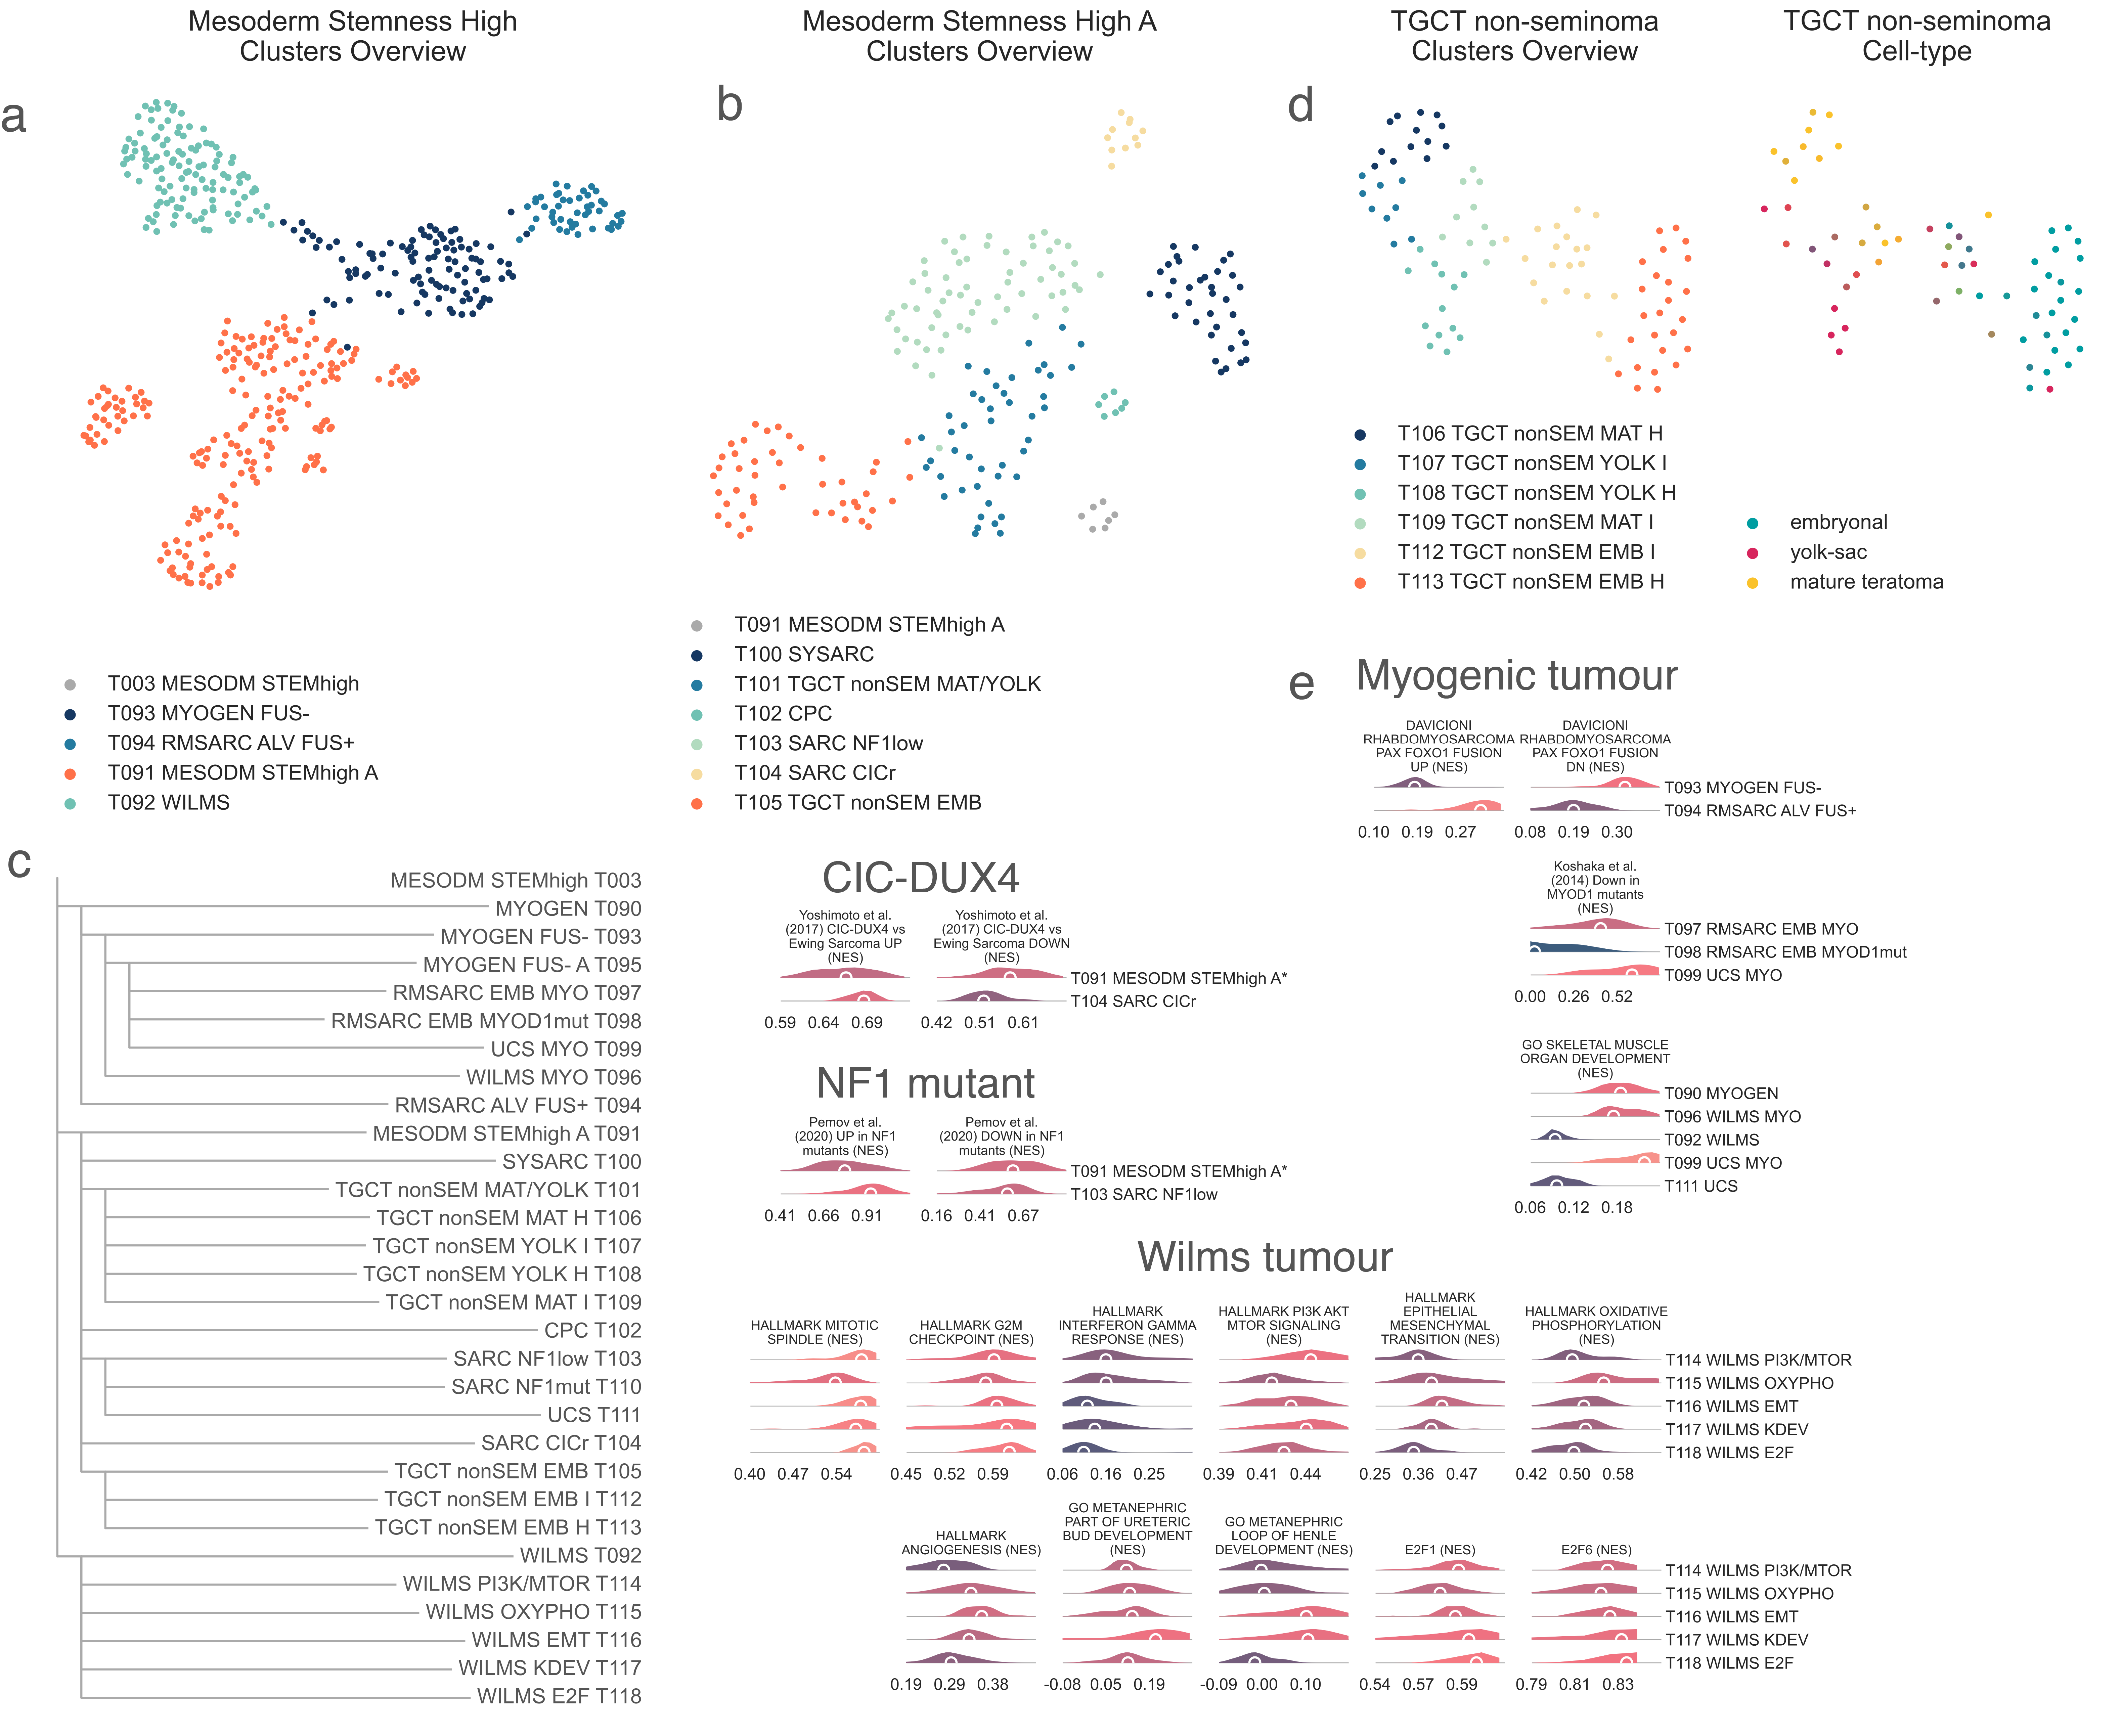 Mesoderm Stemness High
Clusters Overview
a
T003 MESODM STEMhigh
T093 MYOGEN FUS-
T094 RMSARC ALV FUS+
T091 MESODM STEMhigh A
T092 WILMS
Mesoderm Stemness High A
Clusters Overview
b
T091 MESODM STEMhigh A
T100 SYSARC
T101 TGCT nonSEM MAT/YOLK
T102 CPC
T103 SARC NF1low
T104 SARC CICr
T105 TGCT nonSEM EMB
TGCT non-seminoma
Clusters Overview
TGCT non-seminoma
Cell-type
d
T106 TGCT nonSEM MAT H
T107 TGCT nonSEM YOLK I
T108 TGCT nonSEM YOLK H
T109 TGCT nonSEM MAT I
T112 TGCT nonSEM EMB I
T113 TGCT nonSEM EMB H
embryonal
yolk-sac
mature teratoma
c
MESODM STEMhigh T003
MYOGEN T090
MYOGEN FUS- T093
MYOGEN FUS- A T095
RMSARC EMB MYO T097
RMSARC EMB MYOD1mut T098
UCS MYO T099
WILMS MYO T096
RMSARC ALV FUS+ T094
MESODM STEMhigh A T091
SYSARC T100
TGCT nonSEM MAT/YOLK T101
TGCT nonSEM MAT H T106
TGCT nonSEM YOLK I T107
TGCT nonSEM YOLK H T108
TGCT nonSEM MAT I T109
CPC T102
SARC NF1low T103
SARC NF1mut T110
UCS T111
SARC CICr T104
TGCT nonSEM EMB T105
TGCT nonSEM EMB I T112
TGCT nonSEM EMB H T113
WILMS T092
WILMS PI3K/MTOR T114
WILMS OXYPHO T115
WILMS EMT T116
WILMS KDEV T117
WILMS E2F T118
e
Myogenic tumour
DAVICIONI
RHABDOMYOSARCOMA
PAX FOXO1 FUSION
UP (NES)
DAVICIONI
RHABDOMYOSARCOMA
PAX FOXO1 FUSION
DN (NES)
T093 MYOGEN FUS-
T094 RMSARC ALV FUS+
0.10 0.19 0.27
0.08 0.19 0.30
Koshaka et al.
(2014) Down in
MYOD1 mutants
(NES)
T097 RMSARC EMB MYO
T098 RMSARC EMB MYOD1mut
T099 UCS MYO
0.00 0.26 0.52
GO SKELETAL MUSCLE
ORGAN DEVELOPMENT
(NES)
T090 MYOGEN
T096 WILMS MYO
T092 WILMS
T099 UCS MYO
T111 UCS
0.06 0.12 0.18
CIC-DUX4
Yoshimoto et al.
(2017) CIC-DUX4 vs
Ewing Sarcoma UP
(NES)
Yoshimoto et al.
(2017) CIC-DUX4 vs
Ewing Sarcoma DOWN
(NES)
T091 MESODM STEMhigh A*
T104 SARC CICr
0.59 0.64 0.69
0.42 0.51 0.61
NF1 mutant
Pemov et al.
(2020) UP in NF1
mutants (NES)
Pemov et al.
(2020) DOWN in NF1
mutants (NES)
T091 MESODM STEMhigh A*
T103 SARC NF1low
0.41 0.66 0.91
0.16 0.41 0.67
Wilms tumour
HALLMARK MITOTIC
SPINDLE (NES)
HALLMARK G2M
CHECKPOINT (NES)
HALLMARK
INTERFERON GAMMA
RESPONSE (NES)
HALLMARK PI3K AKT
MTOR SIGNALING
(NES)
HALLMARK
EPITHELIAL
MESENCHYMAL
TRANSITION (NES)
HALLMARK OXIDATIVE
PHOSPHORYLATION
(NES)
T114 WILMS PI3K/MTOR
T115 WILMS OXYPHO
T116 WILMS EMT
T117 WILMS KDEV
T118 WILMS E2F
0.40 0.47 0.54
0.45 0.52 0.59
0.06 0.16 0.25
0.39 0.41 0.44
0.25 0.36 0.47
0.42 0.50 0.58
HALLMARK
ANGIOGENESIS (NES)
GO METANEPHRIC
PART OF URETERIC
BUD DEVELOPMENT
(NES)
GO METANEPHRIC
LOOP OF HENLE
DEVELOPMENT (NES)
E2F1 (NES)
E2F6 (NES)
T114 WILMS PI3K/MTOR
T115 WILMS OXYPHO
T116 WILMS EMT
T117 WILMS KDEV
T118 WILMS E2F
0.19 0.29 0.38
-0.08 0.05 0.19
-0.09 0.00 0.10
0.54 0.57 0.59
0.79 0.81 0.83